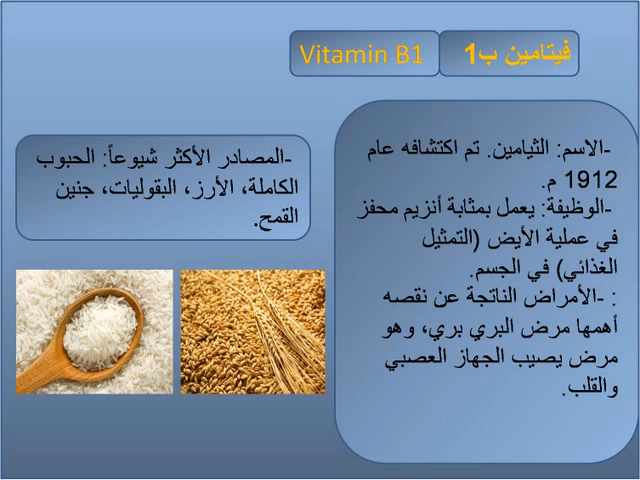 فيتامين ب1
Vitamin B1
-الاسم: الثيامين. تم اكتشافه عام
1912 م.
-الوظيفة: يعمل بمثابة أنزيم محفز
في عملية الأيض (التمثيل
الغذائي) في الجسم.
: -الأمراض الناتجة عن نقصه
أهمها مرض البري بري، وهو
مرض يصيب الجهاز العصبي
والقلب.
-المصادر الأكثر شيوعاً: الحبوب
الكاملة، الأرز، البقوليات، جنين
القمح.